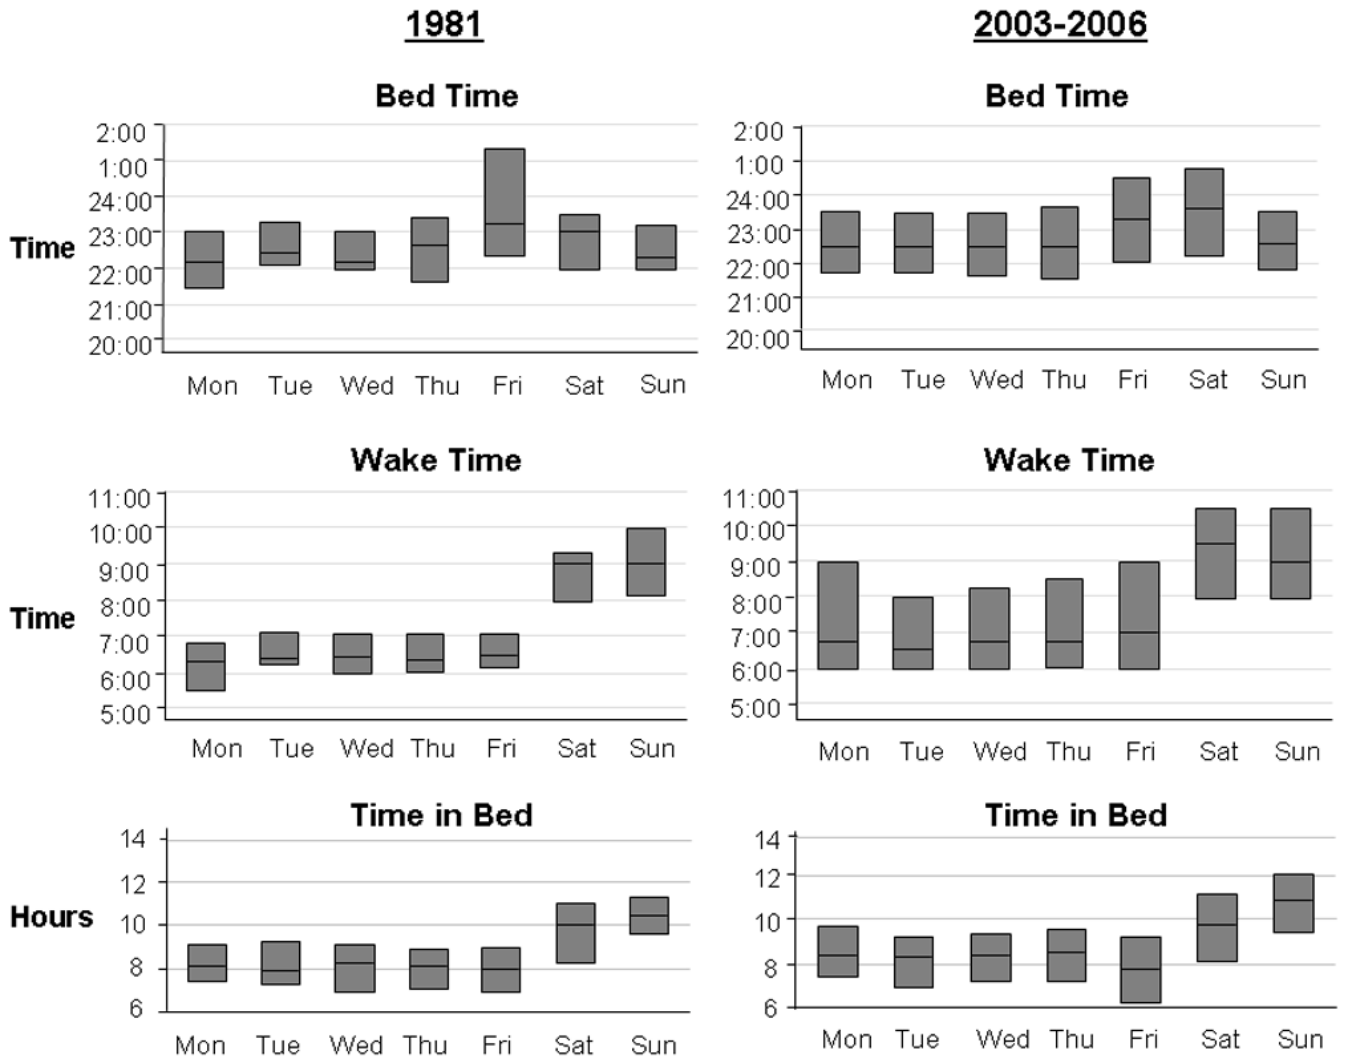 1981
2003-2006
Bed Time
Bed Time
2:00
1:00
24:00
23:00
22:00
21:00
20:00
Time
Mon Tue Wed Thu Fri Sat Sun
2:00
1:00
24:00
23:00
22:00
21:00
20:00
Mon Tue Wed Thu Fri Sat Sun
Wake Time
Wake Time
11:00
10:00
9:00
8:00
7:00
6:00
5:00
Time
Mon Tue Wed Thu Fri Sat Sun
11:00
10:00
9:00
8:00
7:00
6:00
5:00
Mon Tue Wed Thu Fri Sat Sun
Time in Bed
Time in Bed
14
12
10
8
6
Hours
Mon Tue Wed Thu Fri Sat Sun
14
12
10
8
6
Mon Tue Wed Thu Fri Sat Sun